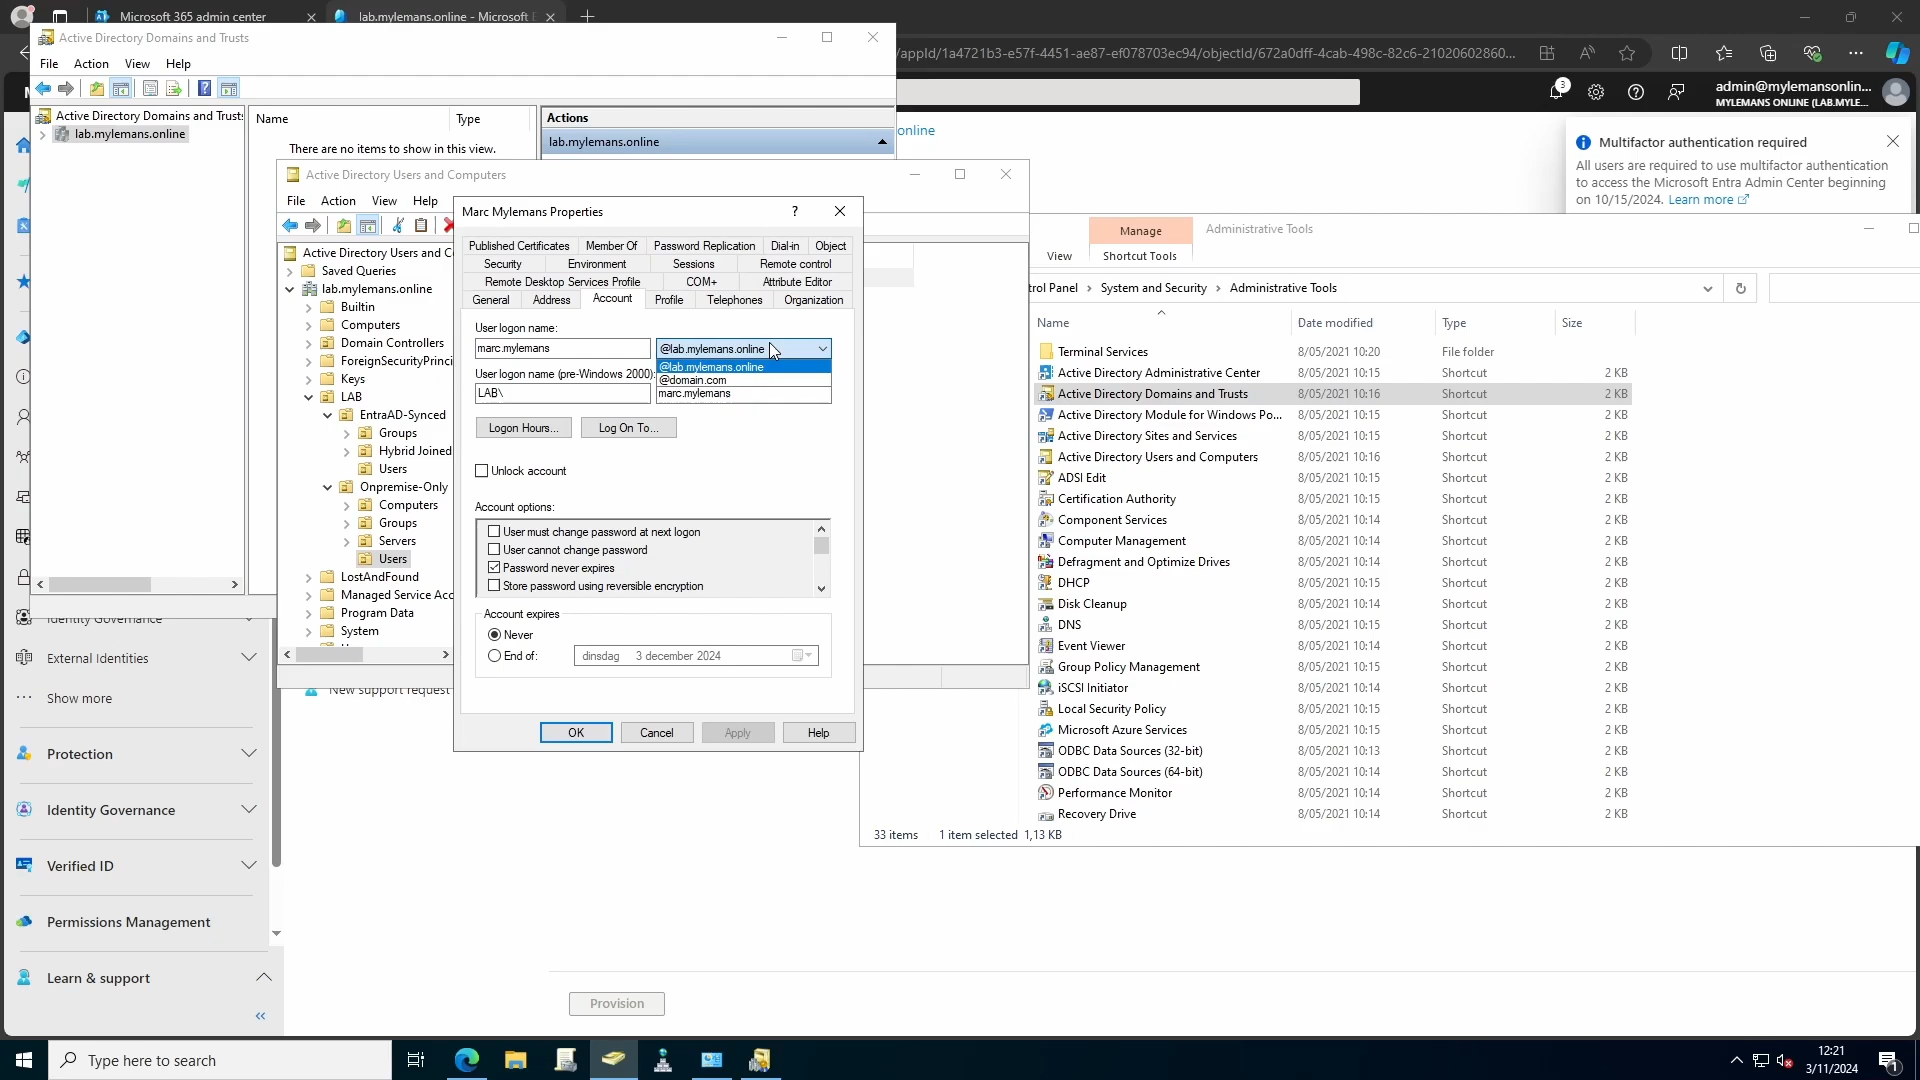 Microsoft 365 admin center
lab.mylemans.online - Microsoft E
Active Directory Domains and Trusts
File Action View Help
/appId/1a4721b3-e57f-4451-ae87-ef078703ec94/objectId/672a0dff-4cab-498c-82c6-21020602860...
3
admin@mylemansonlin...
MYLEMANS ONLINE (LAB.MYLE...
Active Directory Domains and Trusts
lab.mylemans.online
Name Type
There are no items to show in this view.
Actions
lab.mylemans.online
online
Multifactor authentication required
All users are required to use multifactor authentication
to access the Microsoft Entra Admin Center beginning
on 10/15/2024. Learn more
Active Directory Users and Computers
File Action View Help
Active Directory Users and C
Saved Queries
lab.mylemans.online
Builtin
Computers
Domain Controllers
ForeignSecurityPrinci
Keys
LAB
EntraAD-Synced
Groups
Hybrid Joined
Users
Onpremise-Only
Computers
Groups
Servers
Users
LostAndFound
Managed Service Acc
Program Data
System
Marc Mylemans Properties
?
Published Certificates Member Of Password Replication Dial-in Object
Security Environment Sessions Remote control
Remote Desktop Services Profile COM+ Attribute Editor
General Address Account Profile Telephones Organization
User logon name:
marc.mylemans @lab.mylemans.online
@lab.mylemans.online
@domain.com
User logon name (pre-Windows 2000):
LAB\ marc.mylemans
Logon Hours... Log On To...
Unlock account
Account options:
User must change password at next logon
User cannot change password
Password never expires
Store password using reversible encryption
Account expires
Never
End of: dinsdag 3 december 2024
OK Cancel Apply Help
Manage
Administrative Tools
View Shortcut Tools
trol Panel › System and Security › Administrative Tools
Name Date modified Type Size
Terminal Services 8/05/2021 10:20 File folder
Active Directory Administrative Center 8/05/2021 10:15 Shortcut 2 KB
Active Directory Domains and Trusts 8/05/2021 10:16 Shortcut 2 KB
Active Directory Module for Windows Po... 8/05/2021 10:15 Shortcut 2 KB
Active Directory Sites and Services 8/05/2021 10:15 Shortcut 2 KB
Active Directory Users and Computers 8/05/2021 10:16 Shortcut 2 KB
ADSI Edit 8/05/2021 10:15 Shortcut 2 KB
Certification Authority 8/05/2021 10:15 Shortcut 2 KB
Component Services 8/05/2021 10:14 Shortcut 2 KB
Computer Management 8/05/2021 10:14 Shortcut 2 KB
Defragment and Optimize Drives 8/05/2021 10:14 Shortcut 2 KB
DHCP 8/05/2021 10:15 Shortcut 2 KB
Disk Cleanup 8/05/2021 10:14 Shortcut 2 KB
DNS 8/05/2021 10:15 Shortcut 2 KB
Event Viewer 8/05/2021 10:14 Shortcut 2 KB
Group Policy Management 8/05/2021 10:15 Shortcut 2 KB
iSCSI Initiator 8/05/2021 10:14 Shortcut 2 KB
Local Security Policy 8/05/2021 10:14 Shortcut 2 KB
Microsoft Azure Services 8/05/2021 10:15 Shortcut 2 KB
ODBC Data Sources (32-bit) 8/05/2021 10:13 Shortcut 2 KB
ODBC Data Sources (64-bit) 8/05/2021 10:14 Shortcut 2 KB
Performance Monitor 8/05/2021 10:14 Shortcut 2 KB
Recovery Drive 8/05/2021 10:14 Shortcut 2 KB
33 items 1 item selected 1,13 KB
Identity Governance
External Identities
Show more
Protection
Identity Governance
Verified ID
Permissions Management
Learn & support
New support request
Provision
Type here to search
12:21
3/11/2024
1